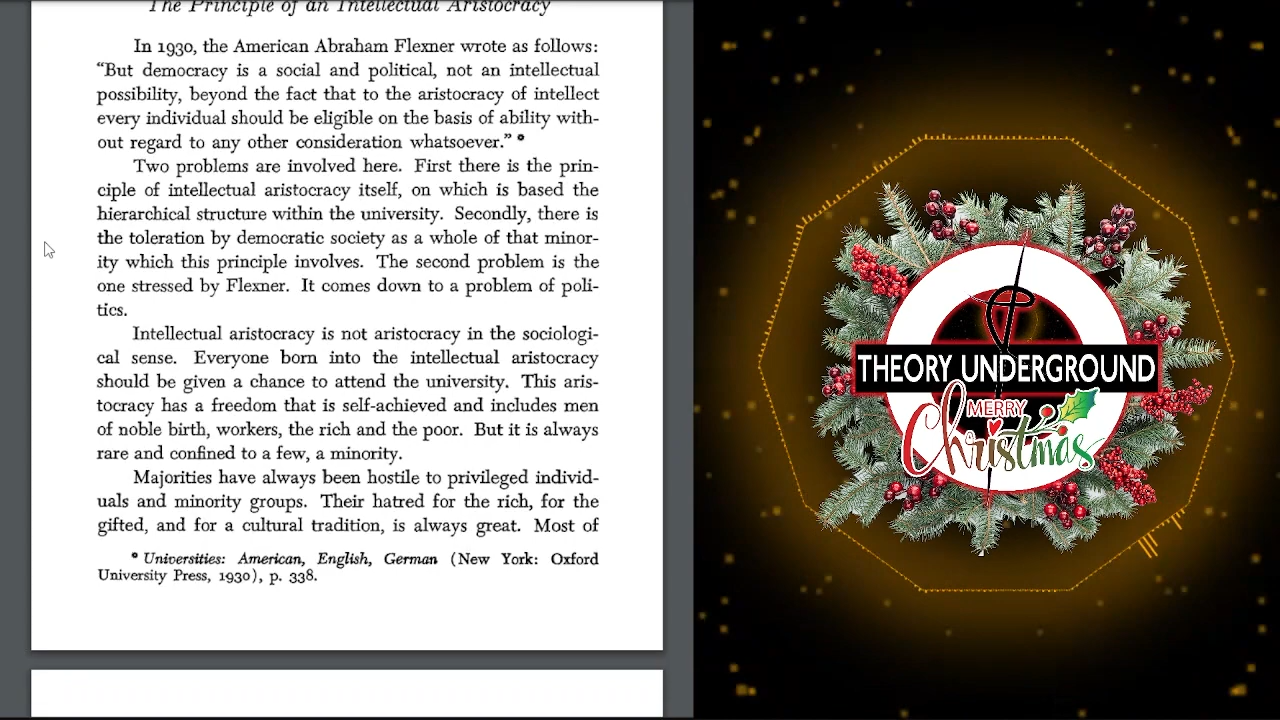 The Principle of an Intellectual Aristocracy
In 1930, the American Abraham Flexner wrote as follows:
“But democracy is a social and political, not an intellectual
possibility, beyond the fact that to the aristocracy of intellect
every individual should be eligible on the basis of ability with-
out regard to any other consideration whatsoever.” *
Two problems are involved here. First there is the prin-
ciple of intellectual aristocracy itself, on which is based the
hierarchical structure within the university. Secondly, there is
the toleration by democratic society as a whole of that minor-
ity which this principle involves. The second problem is the
one stressed by Flexner. It comes down to a problem of poli-
tics.
Intellectual aristocracy is not aristocracy in the sociologi-
cal sense. Everyone born into the intellectual aristocracy
should be given a chance to attend the university. This aris-
tocracy has a freedom that is self-achieved and includes men
of noble birth, workers, the rich and the poor. But it is always
rare and confined to a few, a minority.
Majorities have always been hostile to privileged individ-
uals and minority groups. Their hatred for the rich, for the
gifted, and for a cultural tradition, is always great. Most of
* Universities: American, English, German (New York: Oxford
University Press, 1930), p. 338.
THEORY UNDERGROUND
MERRY
Christmas